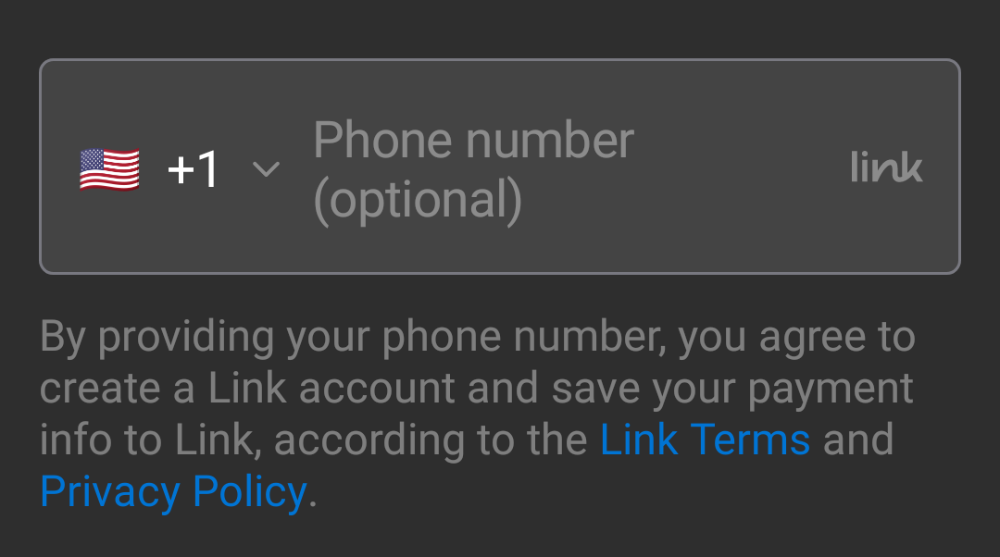 +1
Phone number
(optional)
link
By providing your phone number, you agree to
create a Link account and save your payment
info to Link, according to the Link Terms and
Privacy Policy.